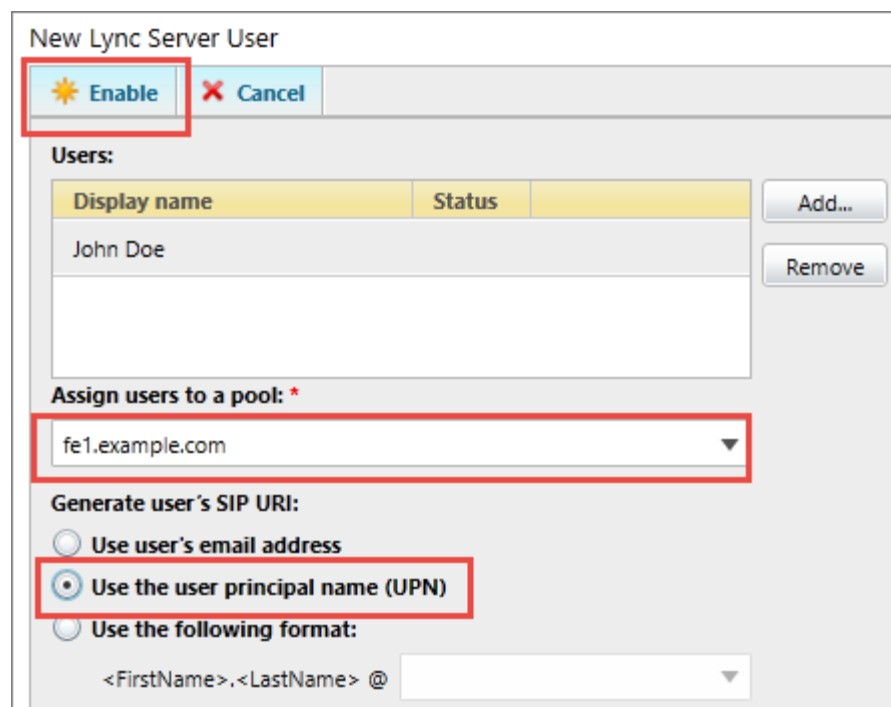 New Lync Server User
Enable Cancel
Users:
Display name Status
Add...
John Doe
Remove
Assign users to a pool: *
fe1.example.com
Generate user´s SIP URI:
Use user's email address
Use the user principal name (UPN)
Use the following format:
<FirstName>.<LastName> @